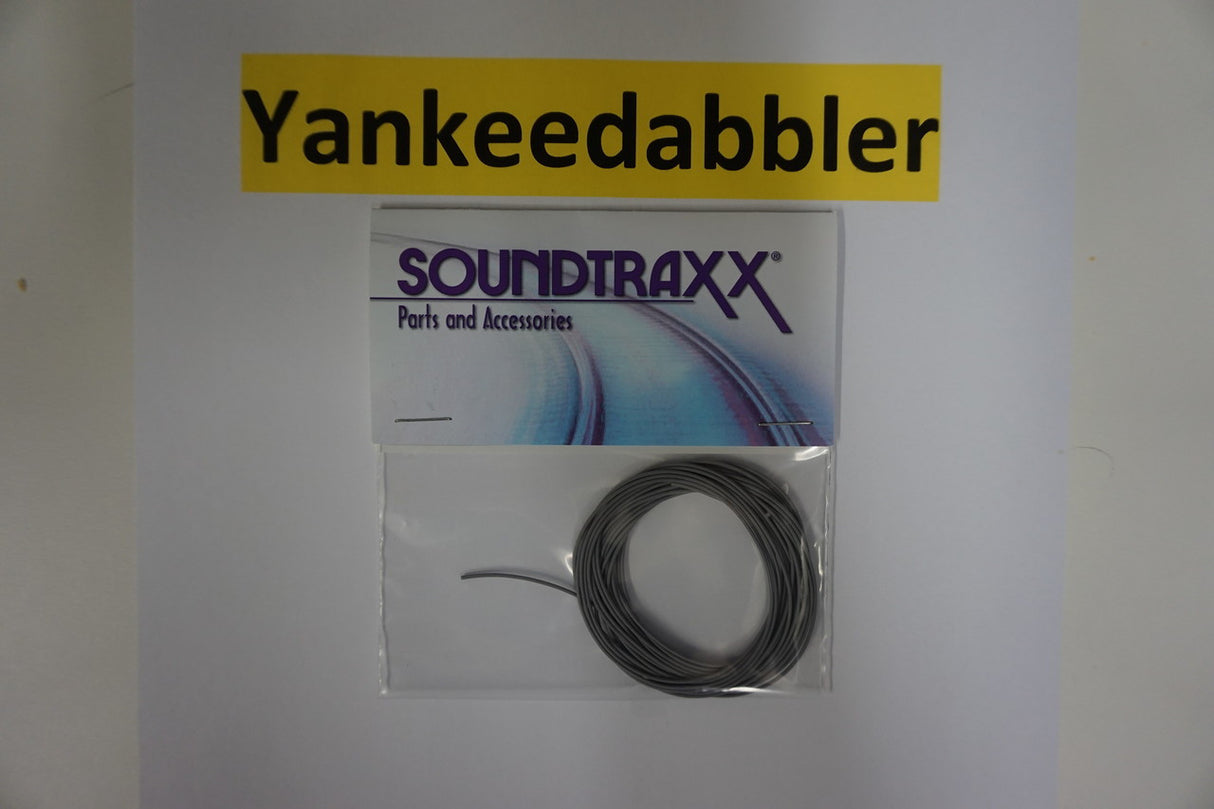 Yankeedabbler
SOUNDTRAXX®
Parts and Accessories